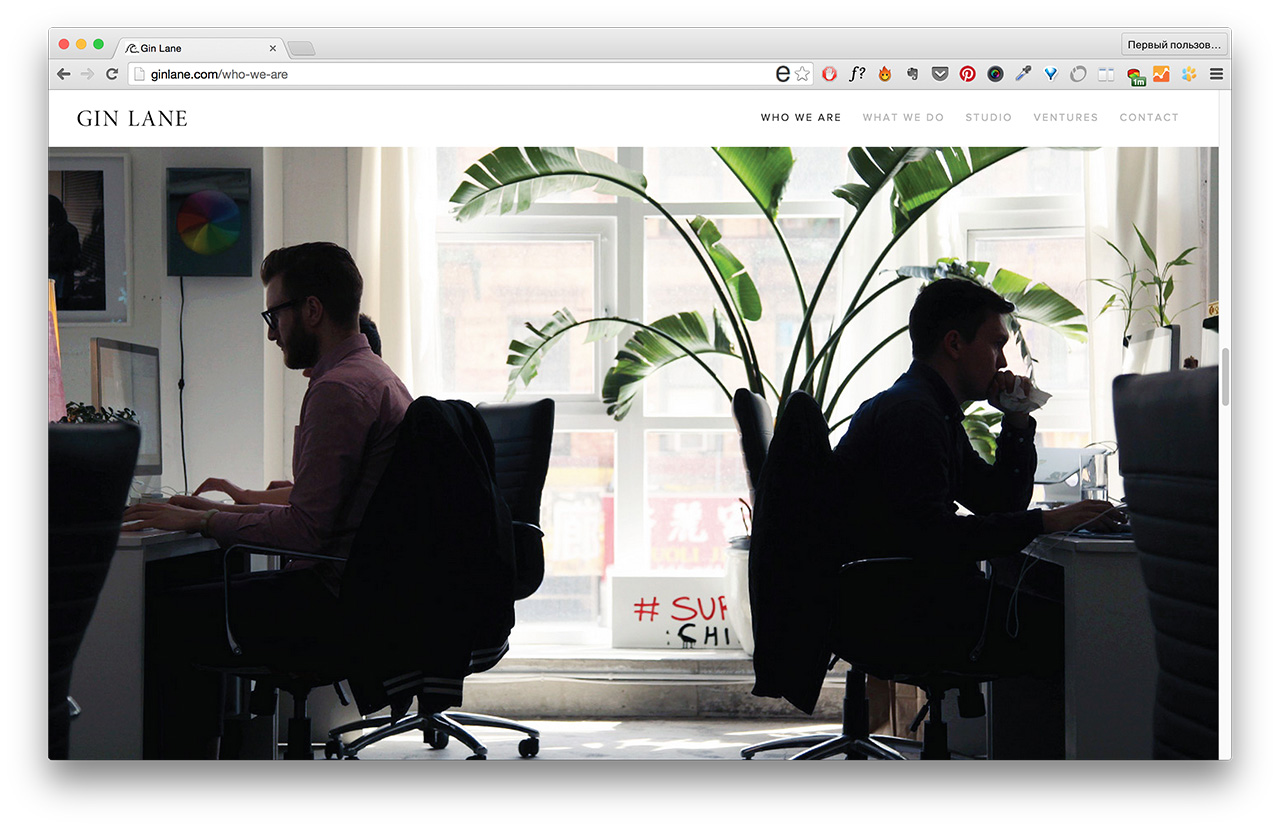 Gin Lane
Первый пользов...
ginlane.com/who-we-are
f?
1m
GIN LANE
WHO WE ARE WHAT WE DO STUDIO VENTURES CONTACT
# SUP
CHI